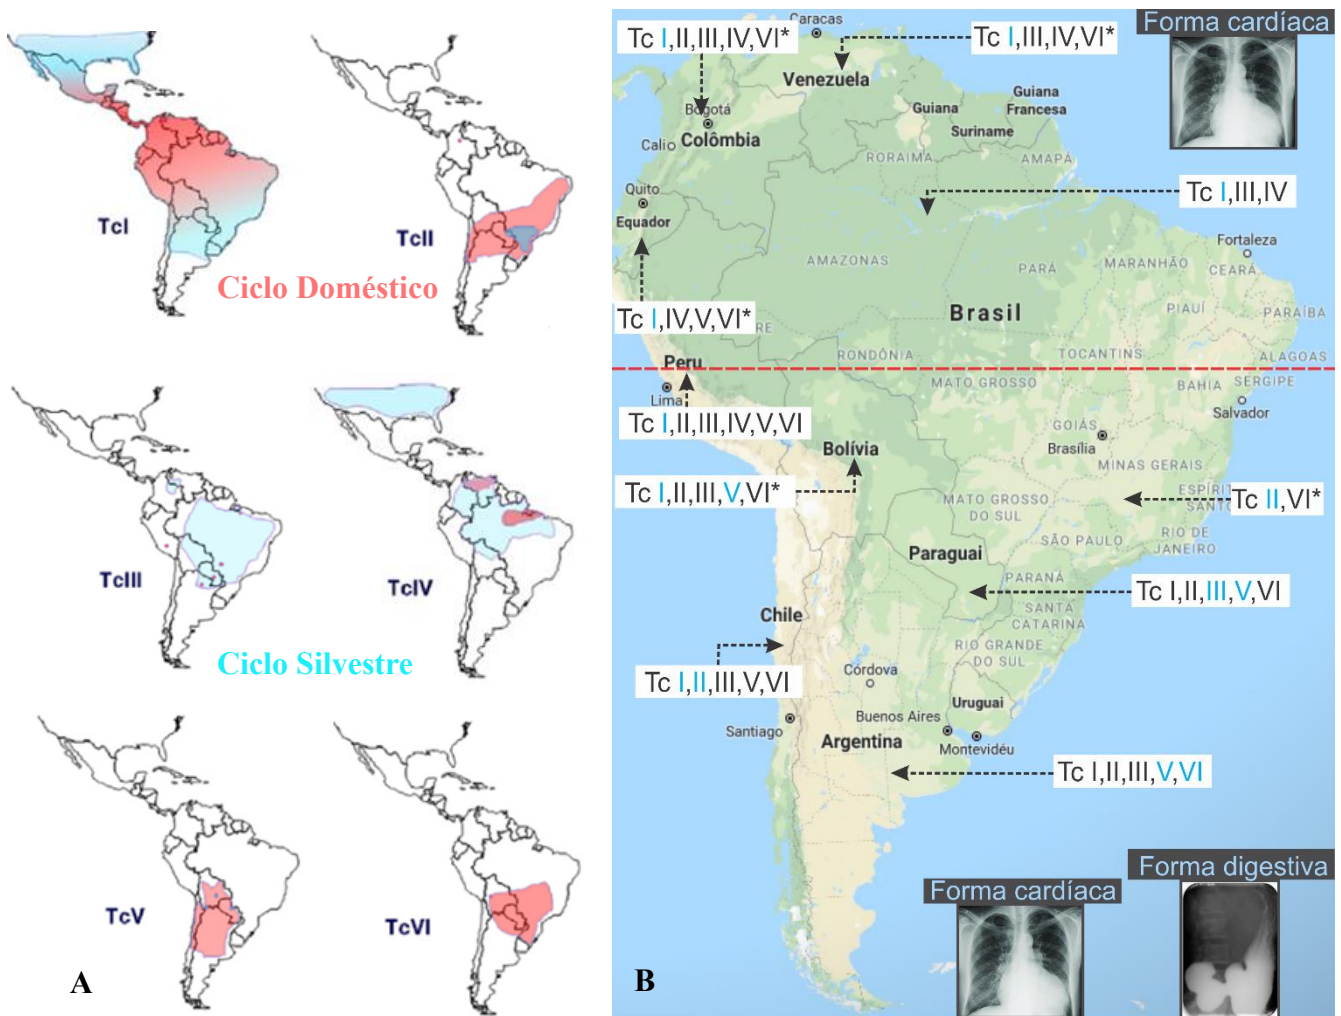 TcI
TcII
Ciclo Doméstico
TcIII
TcIV
Ciclo Silvestre
TcV
TcVI
A
Tc I,II,III,IV,VI*
Caracas
Tc I,III,IV,VI*
Forma cardíaca
Venezuela
Bogotá
Guiana
Guiana
Francesa
Suriname
Cali
Colômbia
RORAIMA
AMAPÁ
Quito
Tc I,III,IV
Equador
Fortaleza
AMAZONAS
PARÁ
MARANHÃO
CEARÁ
Tc I,IV,V,VI*
RE
Brasil
PIAUÍ
PARAÍBA
Peru
RONDÔNIA
TOCANTINS
ALAGOAS
Lima
MATO GROSSO
BAHIA
SERGIPE
Salvador
Tc I,II,III,IV,V,VI
GOIÁS
Brasília
Bolívia
MINAS GERAIS
Tc I,II,III,V,VI*
MATO GROSSO
DO SUL
ESPÍRI
SANT
Tc II,VI*
SÃO PAULO
RIO DE
JANEIRO
Paraguai
PARANÁ
Tc I,II,III,V,VI
Chile
SANTA
CATARINA
RIO GRANDE
DO SUL
Tc I,II,III,V,VI
Córdova
Uruguai
Santiago
Buenos Aires
Argentina
Montevidéu
Tc I,II,III,V,VI
Forma cardíaca
Forma digestiva
B